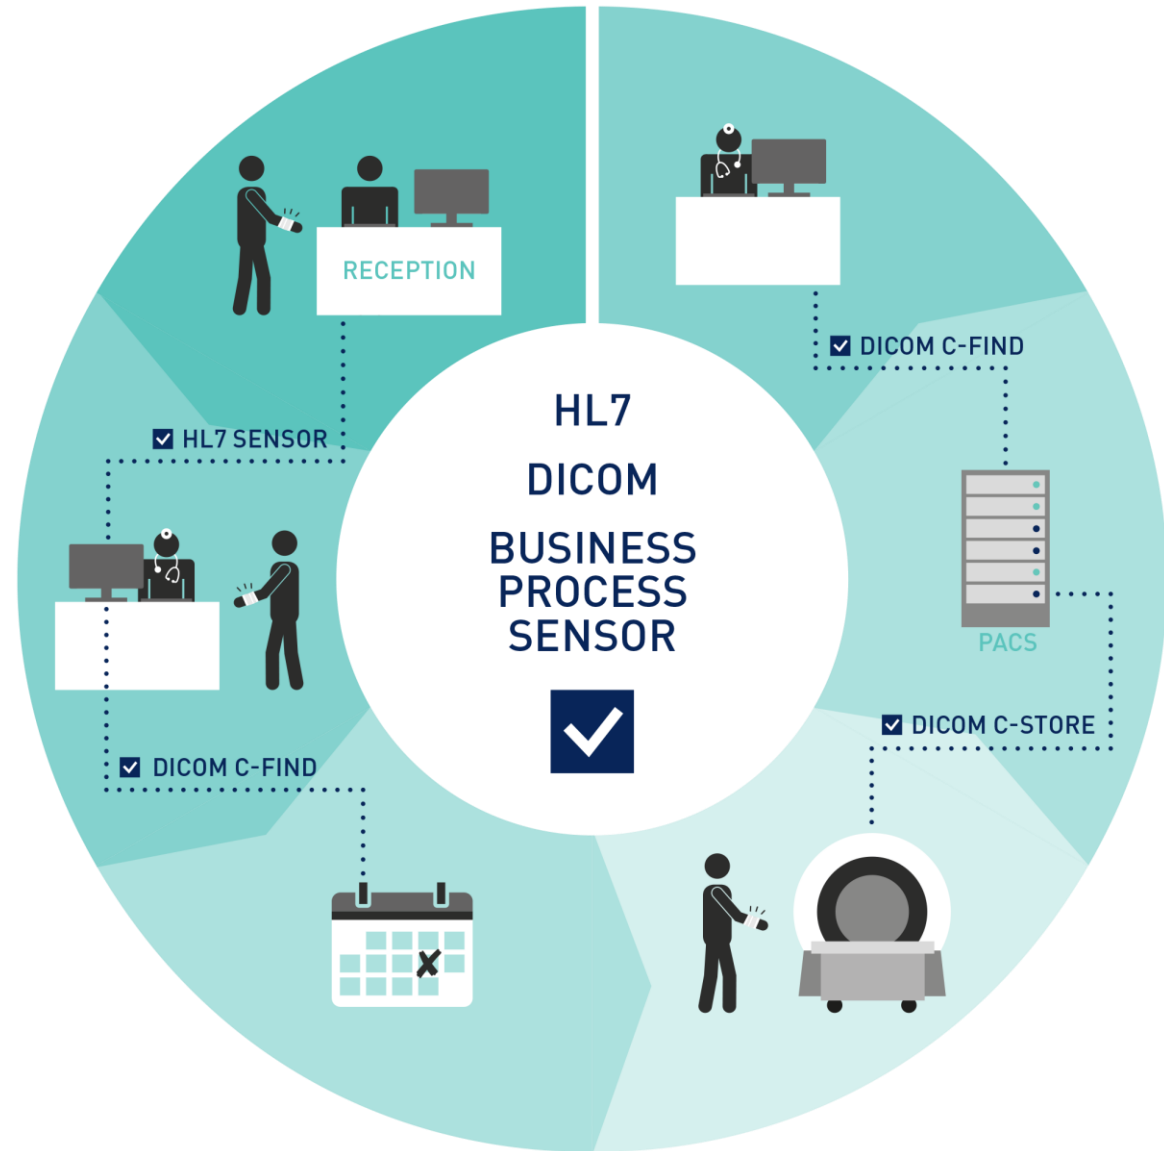 RECEPTION
DICOM C-FIND
HL7
HL7 SENSOR
DICOM
BUSINESS
PROCESS
SENSOR
PACS
DICOM C-STORE
DICOM C-FIND